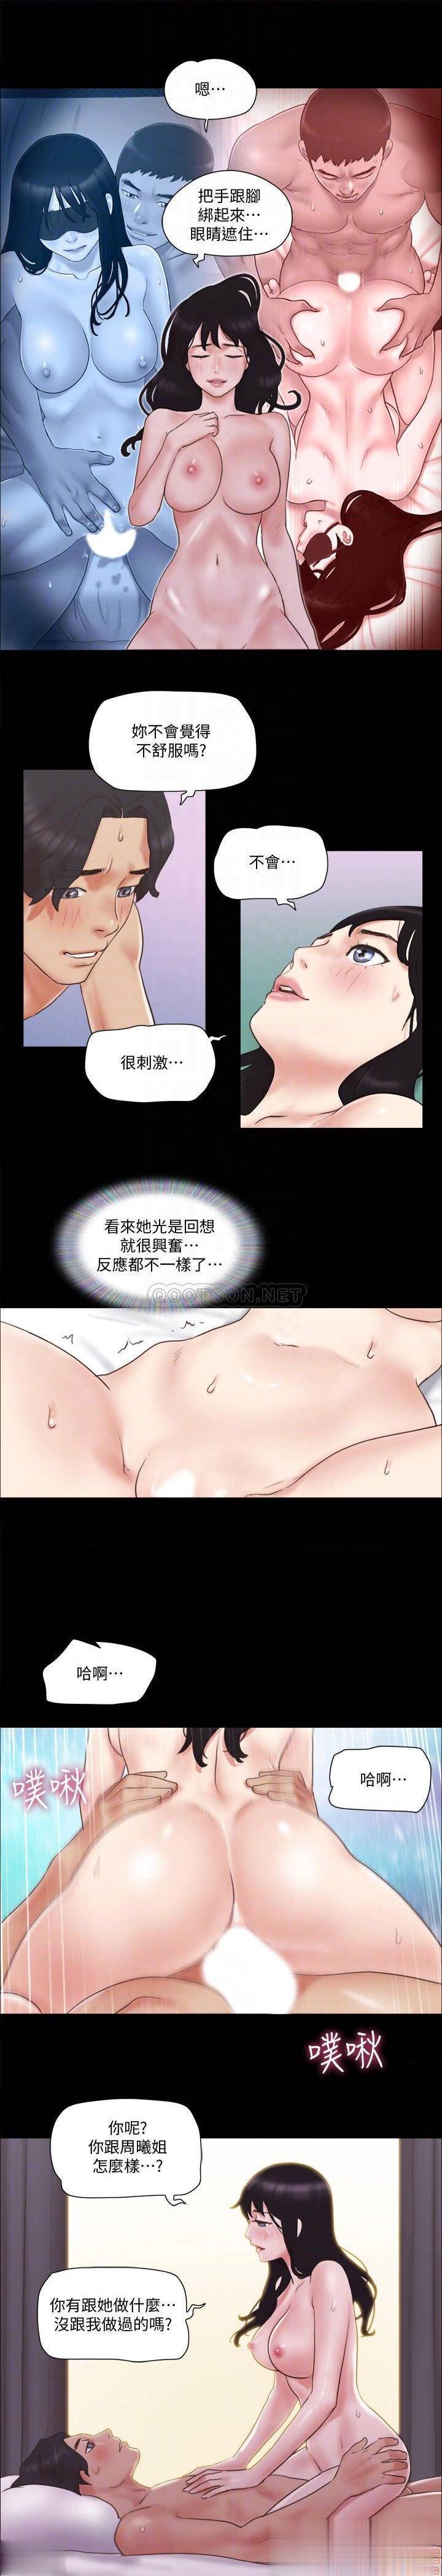 嗯…
把手跟腳
綁起來…
眼睛遮住…
妳不會覺得
不舒服嗎?
不會…
很刺激…
看來她光是回想
就很興奮…
反應都不一樣了…
TOON.NET
哈啊…
哈啊…
噗啾
噗啾
你呢?
你跟周曦姐
怎麼樣…?
你有跟她做什麼…
沒跟我做過的嗎?